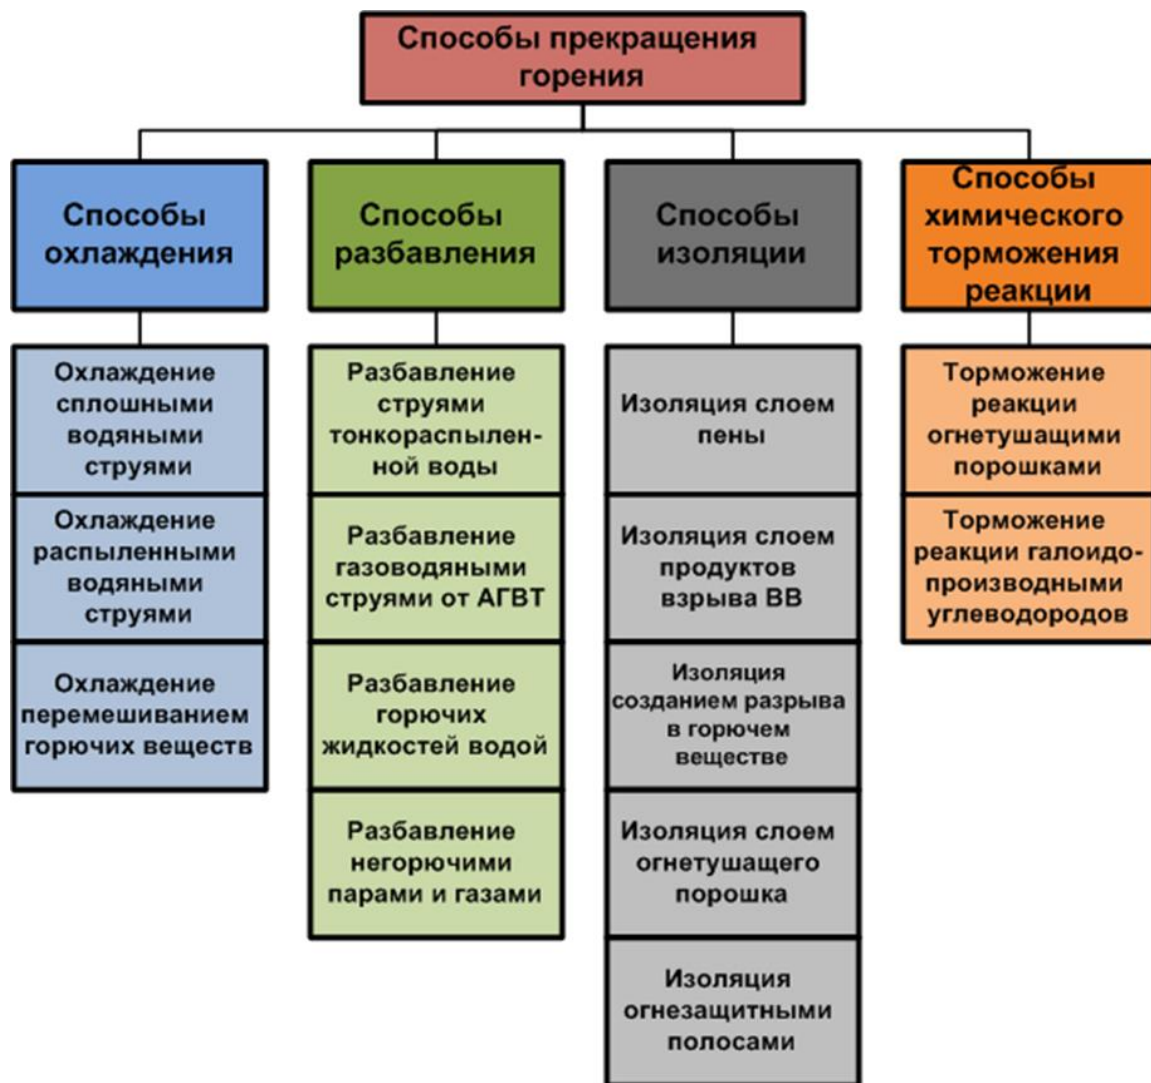 Способы прекращения
горения
Способы
охлаждения
Способы
разбавления
Способы
изоляции
Способы
химического
торможения
реакции
Охлаждение
сплошными
водяными
струями
Охлаждение
распыленными
водяными
струями
Охлаждение
перемешиванием
горючих веществ
Разбавление
струями
тонкораспылен-
ной воды
Разбавление
газоводяными
струями от АГВТ
Разбавление
горючих
жидкостей водой
Разбавление
негорючими
парами и газами
Изоляция слоем
пены
Изоляция слоем
продуктов
взрыва ВВ
Изоляция
созданием разрыва
в горючем
веществе
Изоляция слоем
огнетушащего
порошка
Изоляция
огнезащитными
полосами
Торможение
реакции
огнетушащими
порошками
Торможение
реакции галоидо-
производными
углеводородов